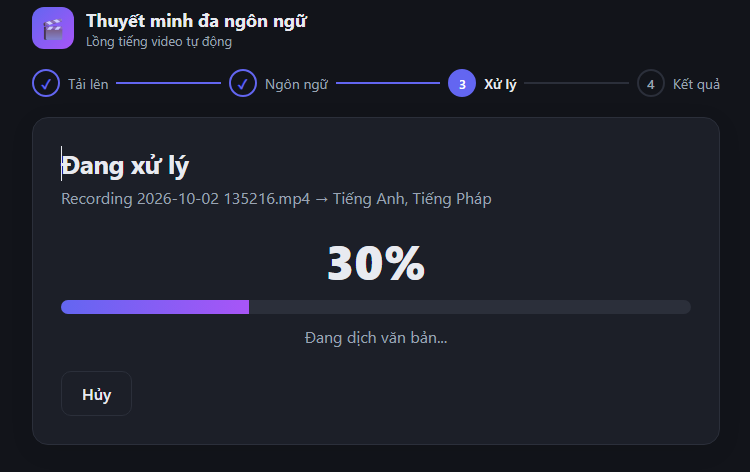 Thuyết minh đa ngôn ngữ
Lồng tiếng video tự động
✓ Tải lên ✓ Ngôn ngữ 3 Xử lý 4 Kết quả
Đang xử lý
Recording 2026-10-02 135216.mp4 → Tiếng Anh, Tiếng Pháp
30%
Đang dịch văn bản...
Hủy